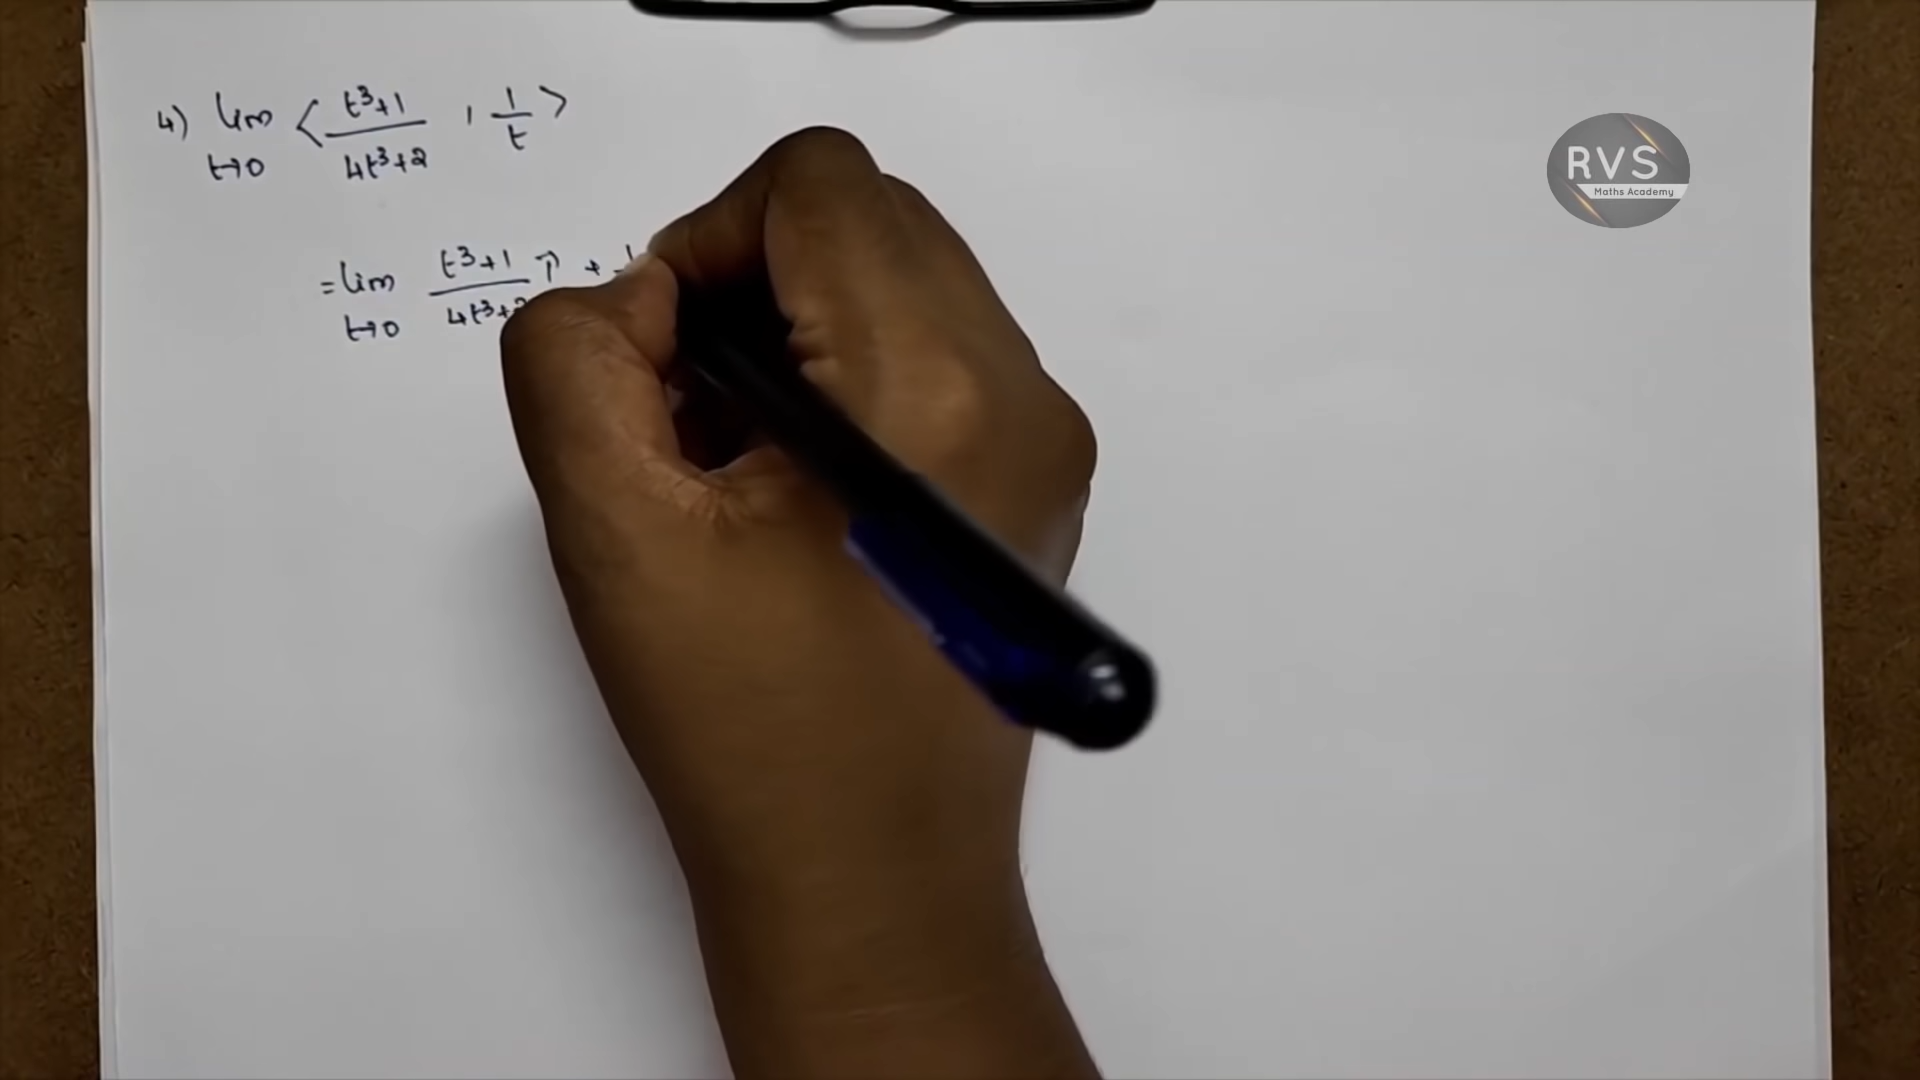 4) lim t→0 < t³+1 / 4t³+2 , 1/t >
= lim t→0 t³+1 / 4t³+2 i +
RVS
Maths Academy